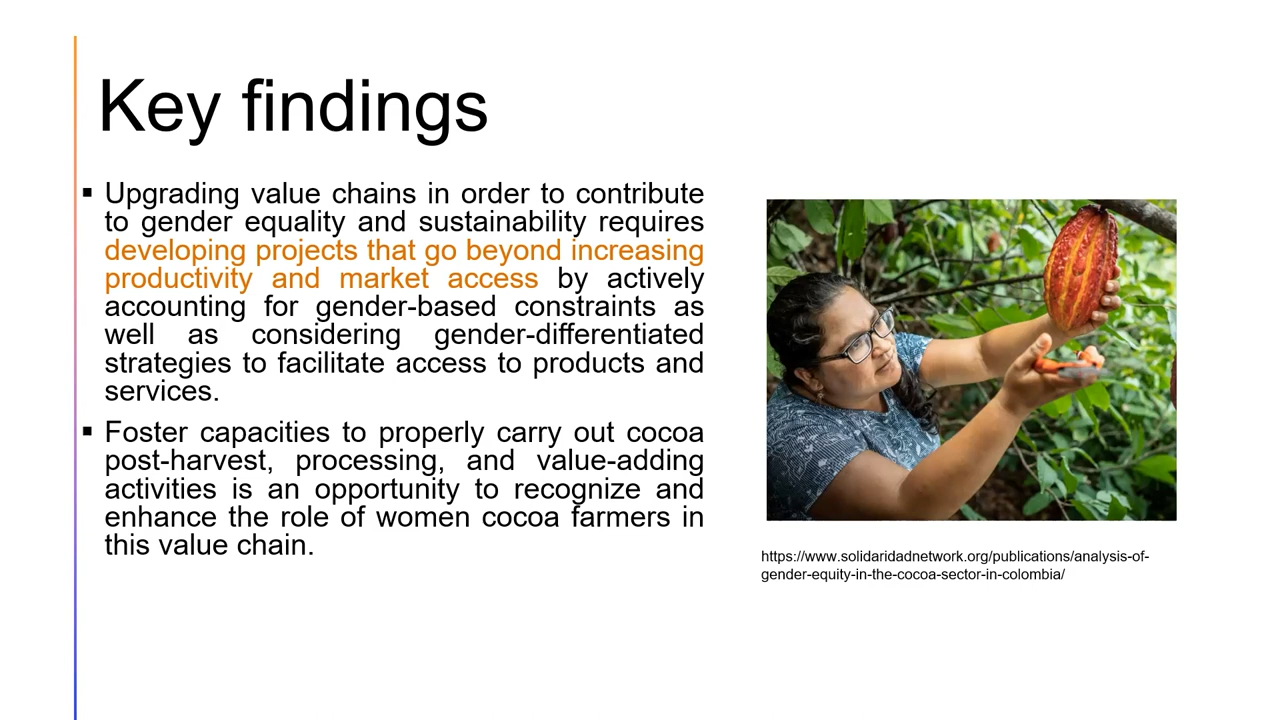 Key findings
▪ Upgrading value chains in order to contribute
to gender equality and sustainability requires
developing projects that go beyond increasing
productivity and market access by actively
accounting for gender-based constraints as
well as considering gender-differentiated
strategies to facilitate access to products and
services.
▪ Foster capacities to properly carry out cocoa
post-harvest, processing, and value-adding
activities is an opportunity to recognize and
enhance the role of women cocoa farmers in
this value chain.
https://www.solidaridadnetwork.org/publications/analysis-of-
gender-equity-in-the-cocoa-sector-in-colombia/